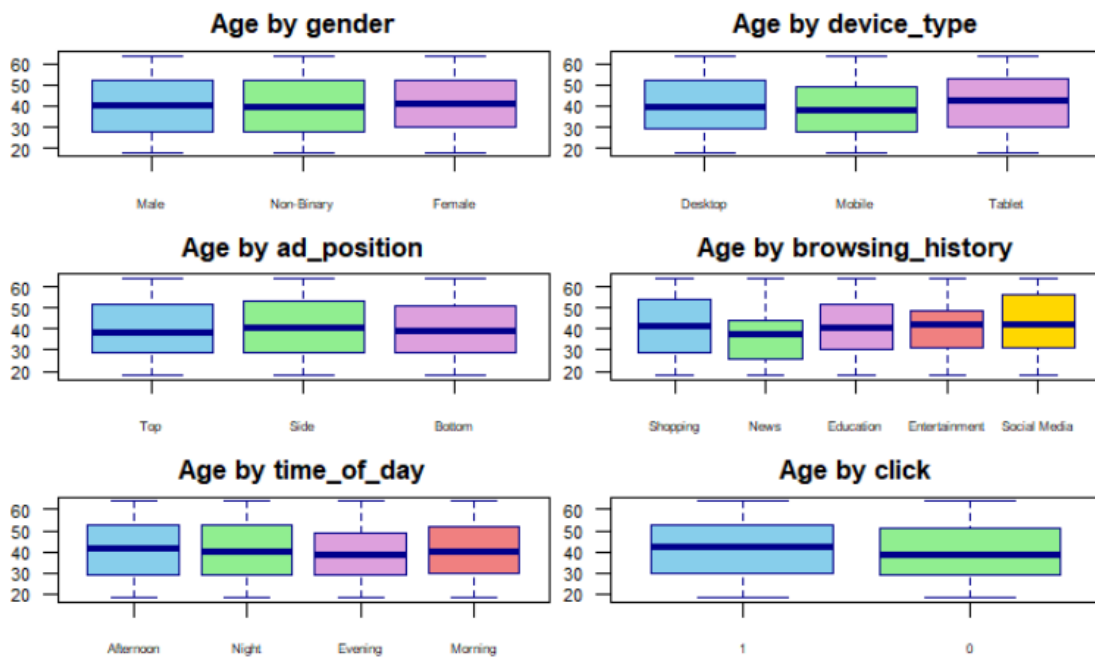 Age by gender
60
50
40
30
20
Male Non-Binary Female
Age by device_type
60
50
40
30
20
Desktop Mobile Tablet
Age by ad_position
60
50
40
30
20
Top Side Bottom
Age by browsing_history
60
50
40
30
20
Shopping News Education Entertainment Social Media
Age by time_of_day
60
50
40
30
20
Afternoon Night Evening Morning
Age by click
60
50
40
30
20
1 0